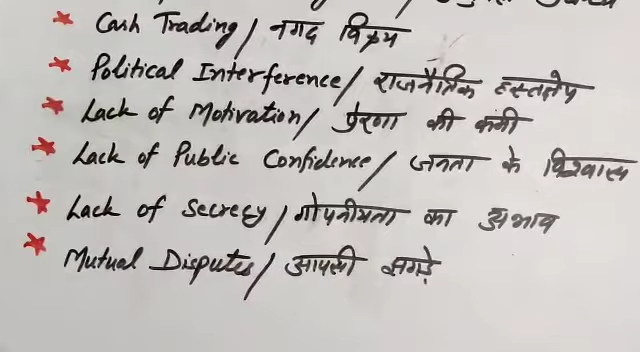 Cash Trading / नगद विक्रय
Political Interference / राजनैतिक हस्तक्षेप
Lack of Motivation / प्रेरणा की कमी
Lack of Public Confidence / जनता के विश्वास
Lack of Secrecy / गोपनीयता का अभाव
Mutual Disputes / आपसी झगड़े